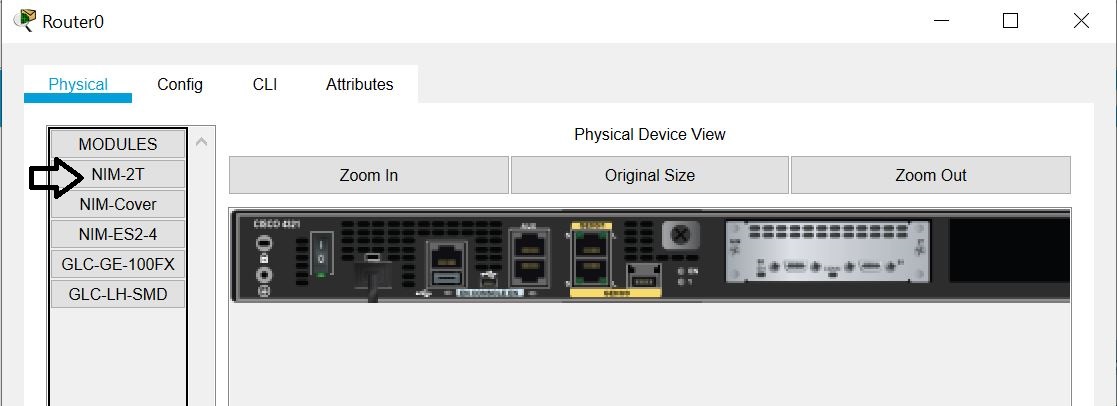 Router0
Physical Config CLI Attributes
MODULES
NIM-2T
NIM-Cover
NIM-ES2-4
GLC-GE-100FX
GLC-LH-SMD
Physical Device View
Zoom In Original Size Zoom Out
CISCO 4321
AUX